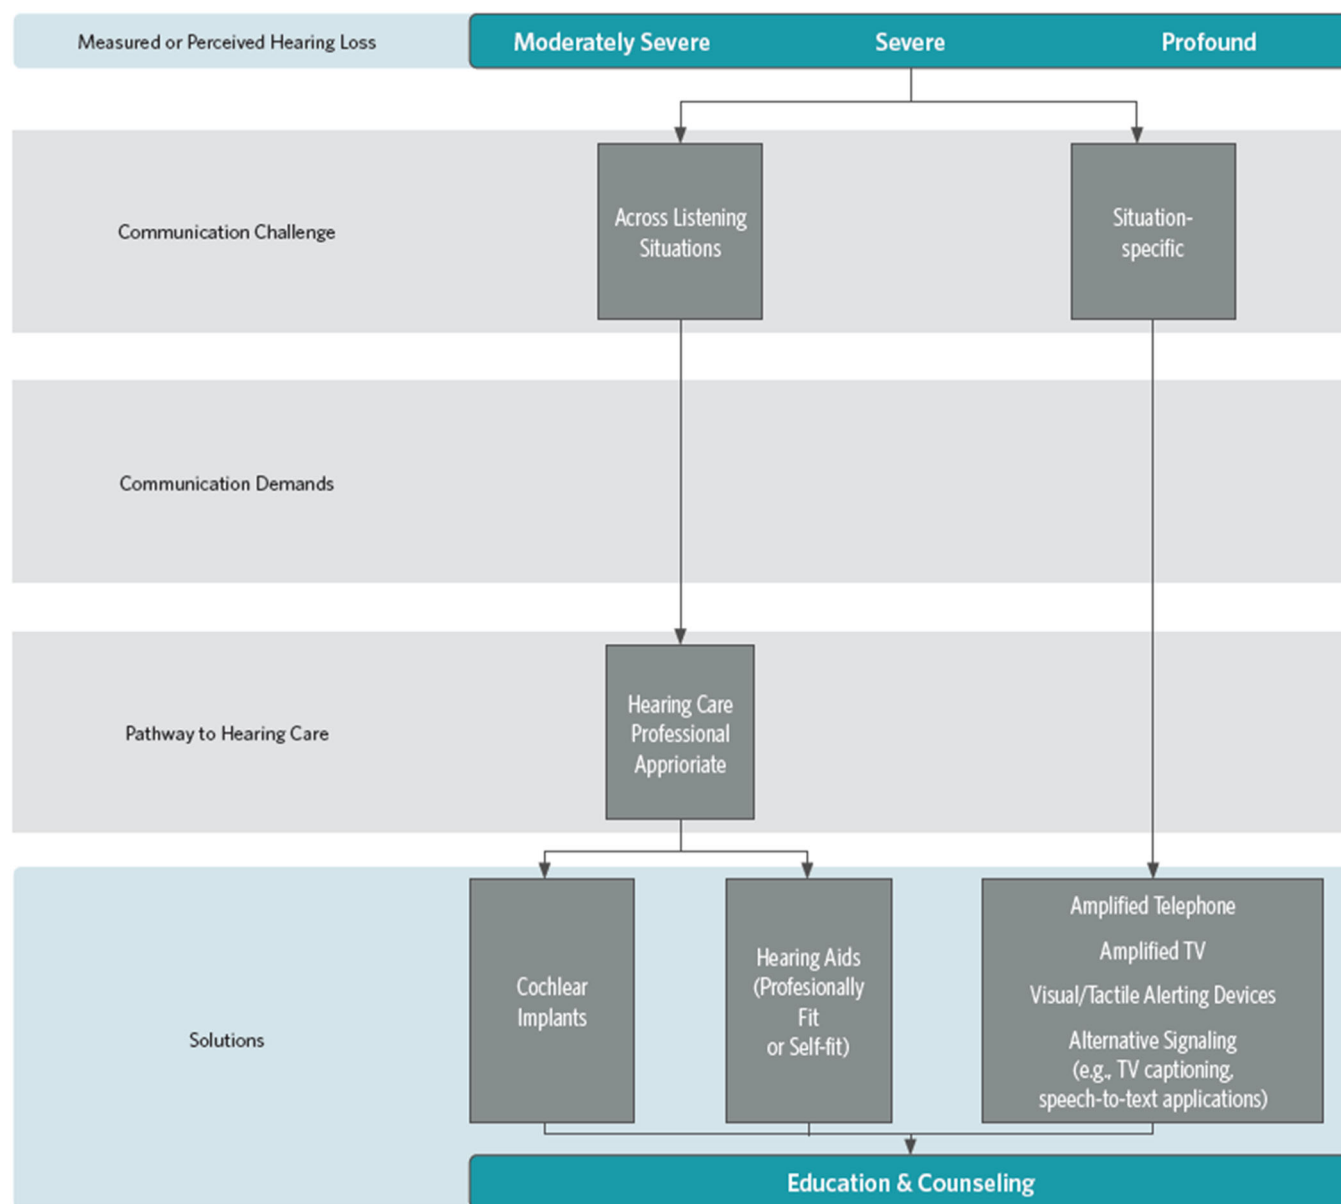 Measured or Perceived Hearing Loss
Moderately Severe
Severe
Profound
Communication Challenge
Across Listening
Situations
Situation-
specific
Communication Demands
Pathway to Hearing Care
Hearing Care
Professional
Apprioriate
Solutions
Cochlear
Implants
Hearing Aids
(Profesionally
Fit
or Self-fit)
Amplified Telephone
Amplified TV
Visual/Tactile Alerting Devices
Alternative Signaling
(e.g., TV captioning,
speech-to-text applications)
Education & Counseling